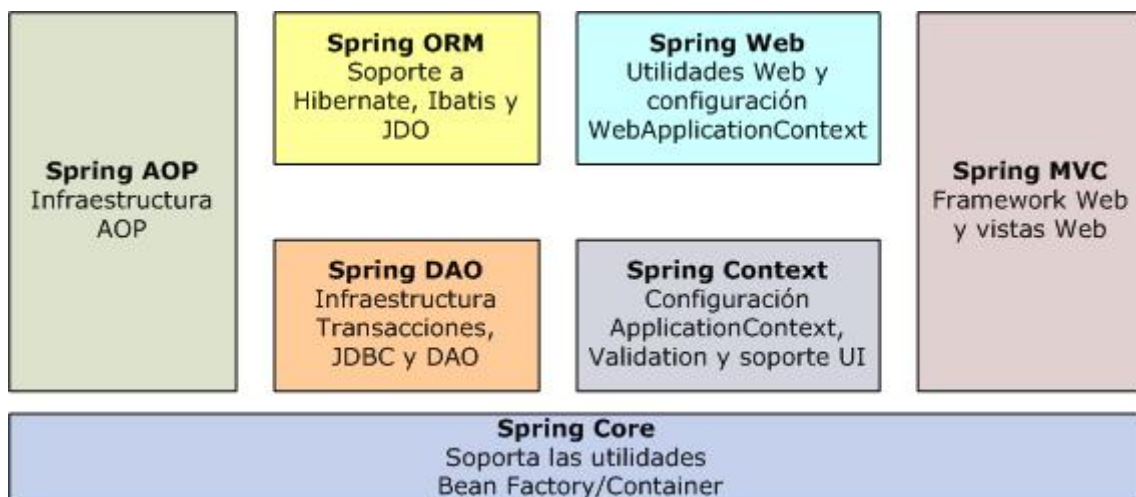 Spring ORM
Soporte a
Hibernate, Ibatis y
JDO
Spring Web
Utilidades Web y
configuración
WebApplicationContext
Spring AOP
Infraestructura
AOP
Spring MVC
Framework Web
y vistas Web
Spring DAO
Infraestructura
Transacciones,
JDBC y DAO
Spring Context
Configuración
ApplicationContext,
Validation y soporte UI
Spring Core
Soporta las utilidades
Bean Factory/Container